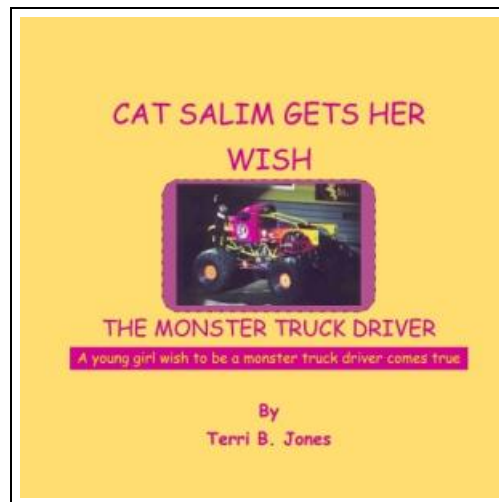 CAT SALIM GETS HER
WISH
THE MONSTER TRUCK DRIVER
A young girl wish to be a monster truck driver comes true
By
Terri B. Jones